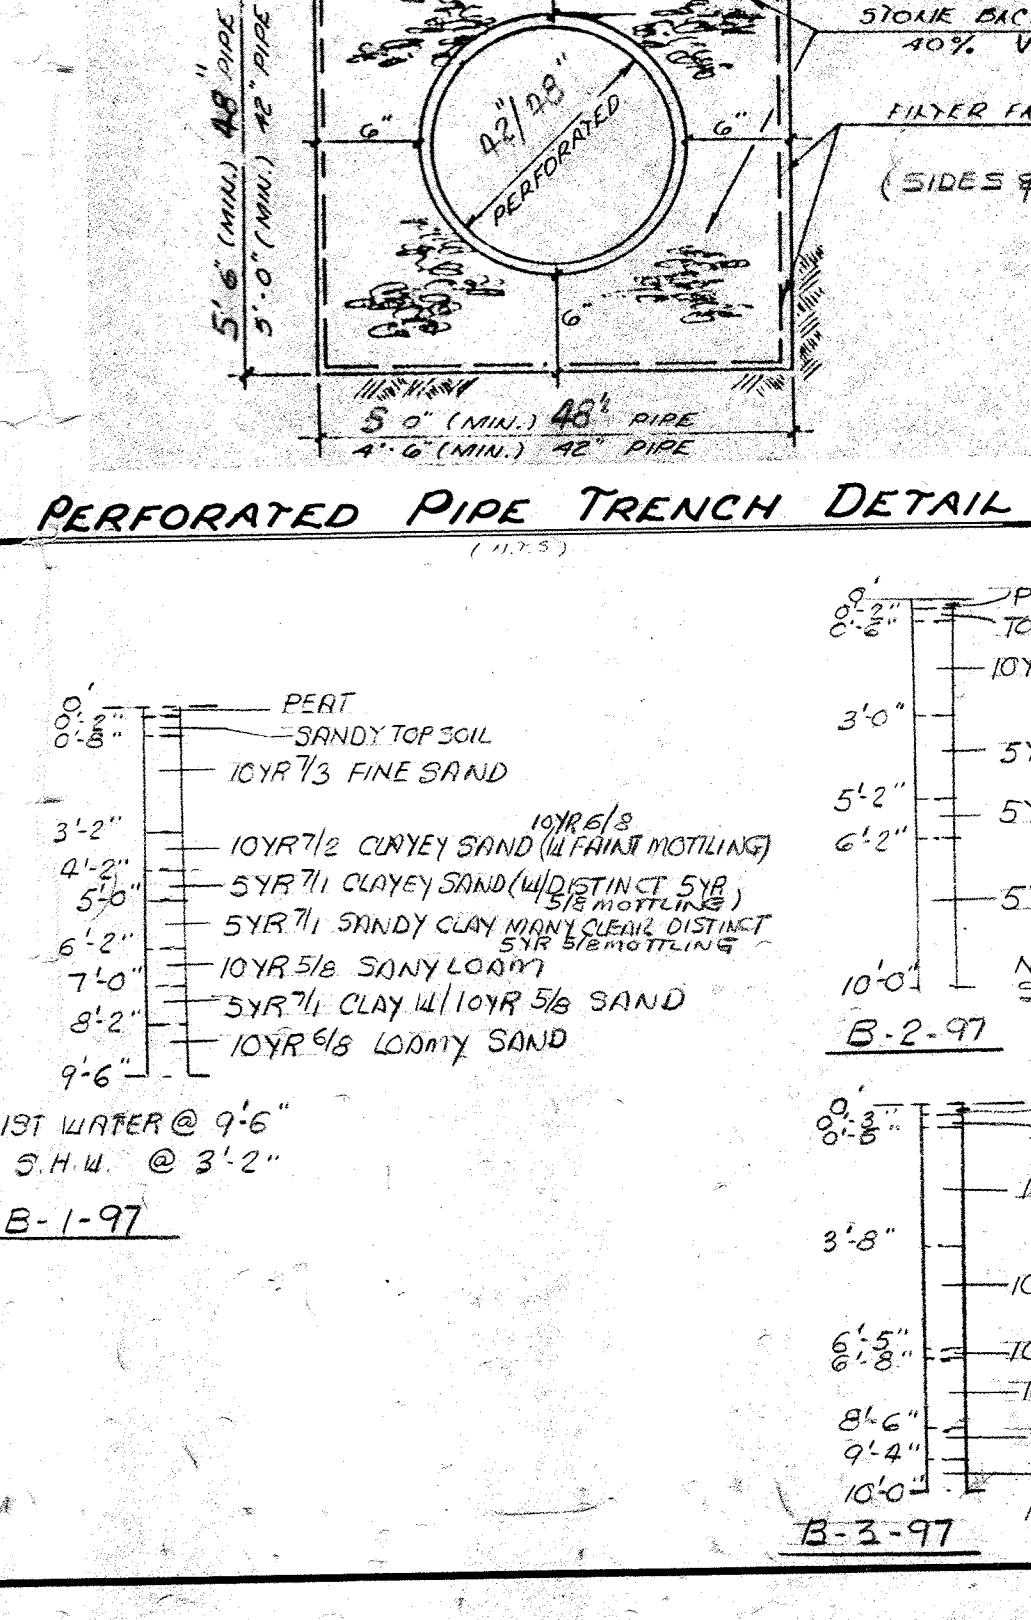 STONE BAC
40% V
FILTER FA
(SIDES &
5'-6" (MIN.) 48" PIPE
5'-0" (MIN.) 42" PIPE
6"
42"/48"
PERFORATED
6"
6"
5 0" (MIN.) 48" PIPE
4'-6" (MIN.) 42" PIPE
PERFORATED PIPE TRENCH DETAIL
(N.T.S)
0'
0'-2"
0'-8"
3'-2"
4'-2"
5'-0"
6'-2"
7'-0"
8'-2"
9'-6"
PEAT
SANDY TOP SOIL
10YR 7/3 FINE SAND
10YR 6/8
10YR 7/2 CLAYEY SAND (W FAINT MOTTLING)
5YR 7/1 CLAYEY SAND (W/DISTINCT 5YR
5/8 MOTTLING)
5YR 7/1 SANDY CLAY MANY CLEAR DISTINCT
5YR 5/8 MOTTLING
10YR 5/8 SANY LOAM
5YR 7/1 CLAY W/10YR 5/8 SAND
10YR 6/8 LOAMY SAND
1ST WATER @ 9'-6"
S.H.W. @ 3'-2"
B-1-97
0'
0'-2"
0'-6"
3'-0"
5'-2"
6'-2"
10'-0"
P
TO
10Y
5Y
5Y
5
N
S
B-2-97
0'
0'-3"
3'-8"
6'-5"
6'-8"
8'-6"
9'-4"
10'-0"
10
10
B-3-97